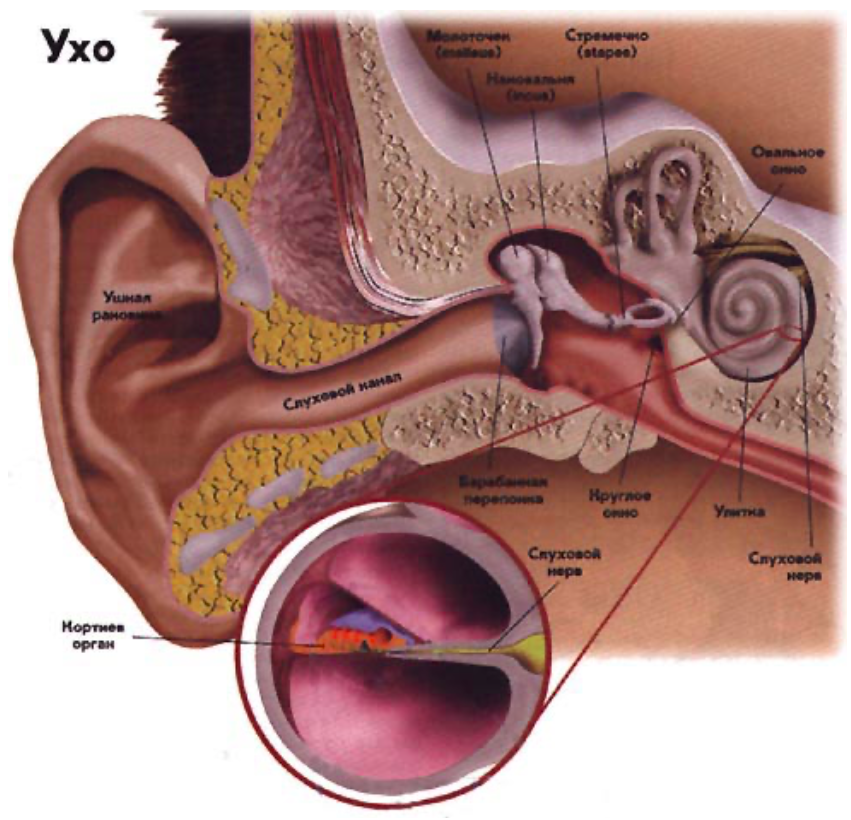 Ухо
Молоточек
(malleus)
Стремечко
(stapes)
Наковальня
(incus)
Овальное
окно
Ушная
раковина
Слуховой канал
Барабанная
перепонка
Круглое
окно
Улитка
Слуховой
нерв
Слуховой
нерв
Кортиев
орган